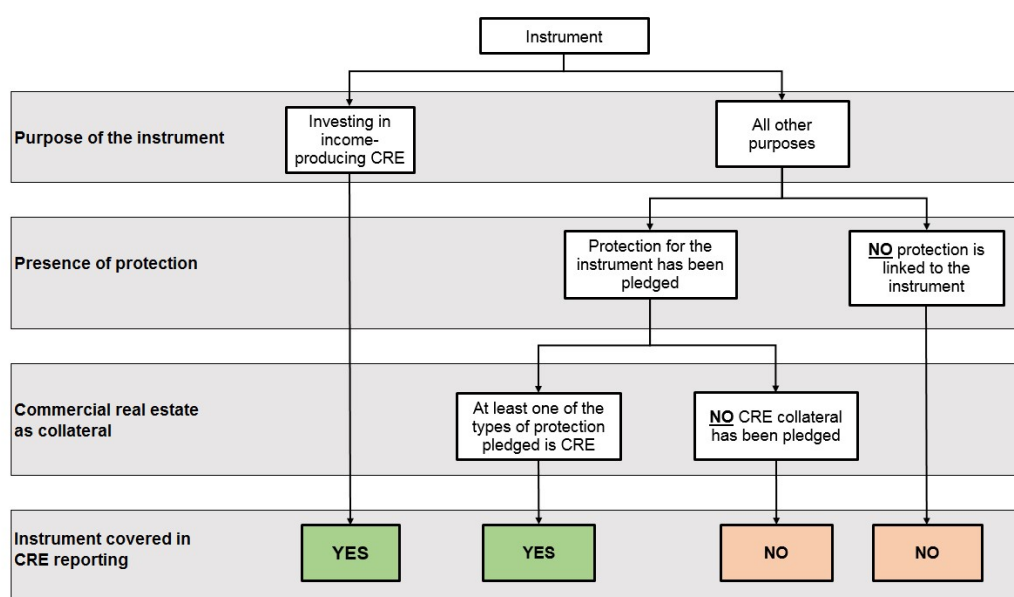 Instrument
Purpose of the instrument
Investing in
income-
producing CRE
All other
purposes
Presence of protection
Protection for the
instrument has been
pledged
NO protection is
linked to the
instrument
Commercial real estate
as collateral
At least one of the
types of protection
pledged is CRE
NO CRE collateral
has been pledged
Instrument covered in
CRE reporting
YES
YES
NO
NO